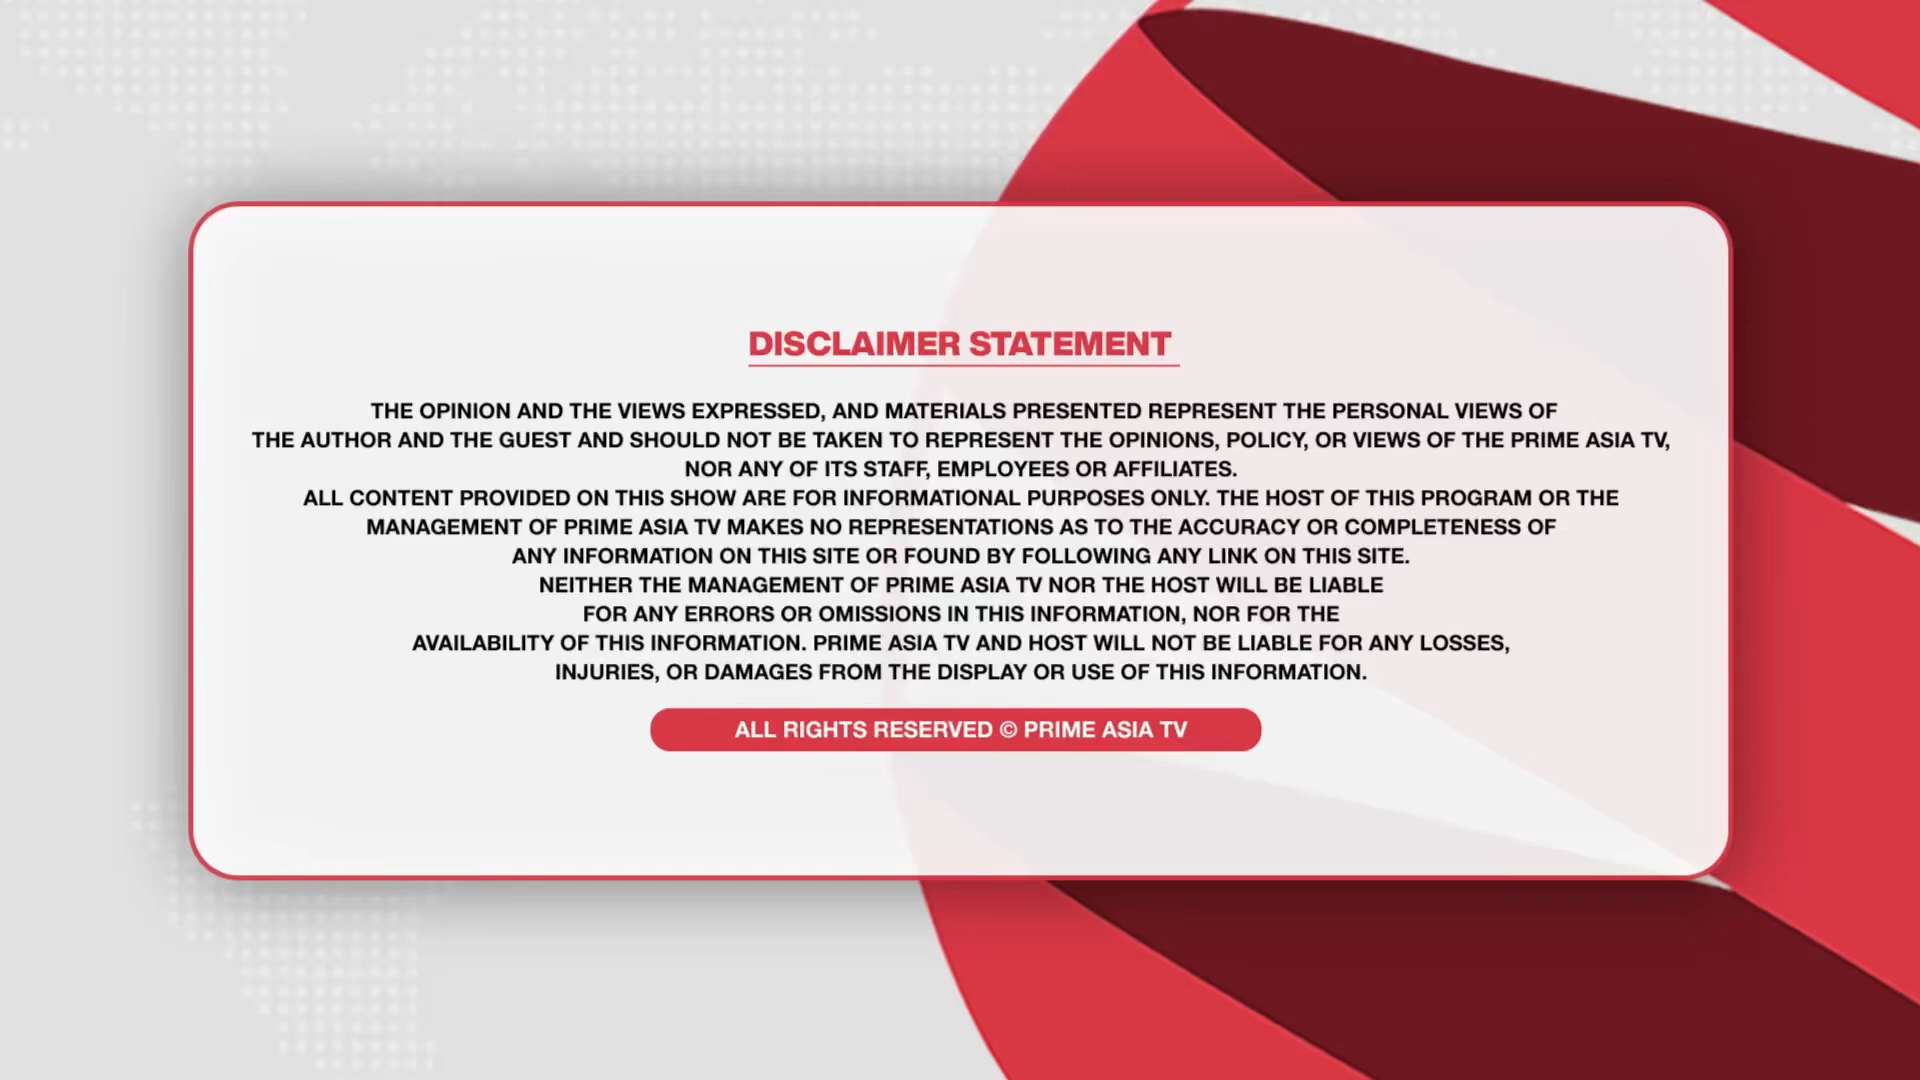 DISCLAIMER STATEMENT
THE OPINION AND THE VIEWS EXPRESSED, AND MATERIALS PRESENTED REPRESENT THE PERSONAL VIEWS OF
THE AUTHOR AND THE GUEST AND SHOULD NOT BE TAKEN TO REPRESENT THE OPINIONS, POLICY, OR VIEWS OF THE PRIME ASIA TV,
NOR ANY OF ITS STAFF, EMPLOYEES OR AFFILIATES.
ALL CONTENT PROVIDED ON THIS SHOW ARE FOR INFORMATIONAL PURPOSES ONLY. THE HOST OF THIS PROGRAM OR THE
MANAGEMENT OF PRIME ASIA TV MAKES NO REPRESENTATIONS AS TO THE ACCURACY OR COMPLETENESS OF
ANY INFORMATION ON THIS SITE OR FOUND BY FOLLOWING ANY LINK ON THIS SITE.
NEITHER THE MANAGEMENT OF PRIME ASIA TV NOR THE HOST WILL BE LIABLE
FOR ANY ERRORS OR OMISSIONS IN THIS INFORMATION, NOR FOR THE
AVAILABILITY OF THIS INFORMATION. PRIME ASIA TV AND HOST WILL NOT BE LIABLE FOR ANY LOSSES,
INJURIES, OR DAMAGES FROM THE DISPLAY OR USE OF THIS INFORMATION.
ALL RIGHTS RESERVED © PRIME ASIA TV